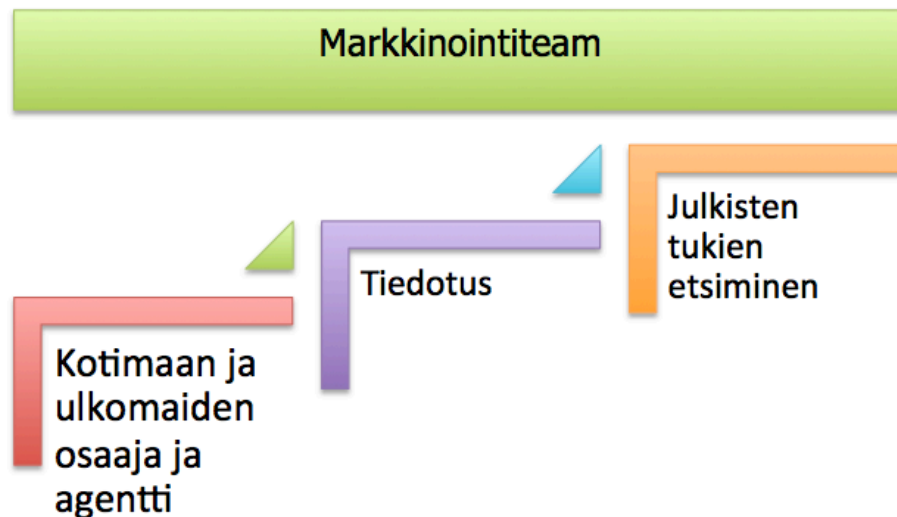 Markkinointiteam
Kotimaan ja
ulkomaiden
osaaja ja
agentti
Tiedotus
Julkisten
tukien
etsiminen